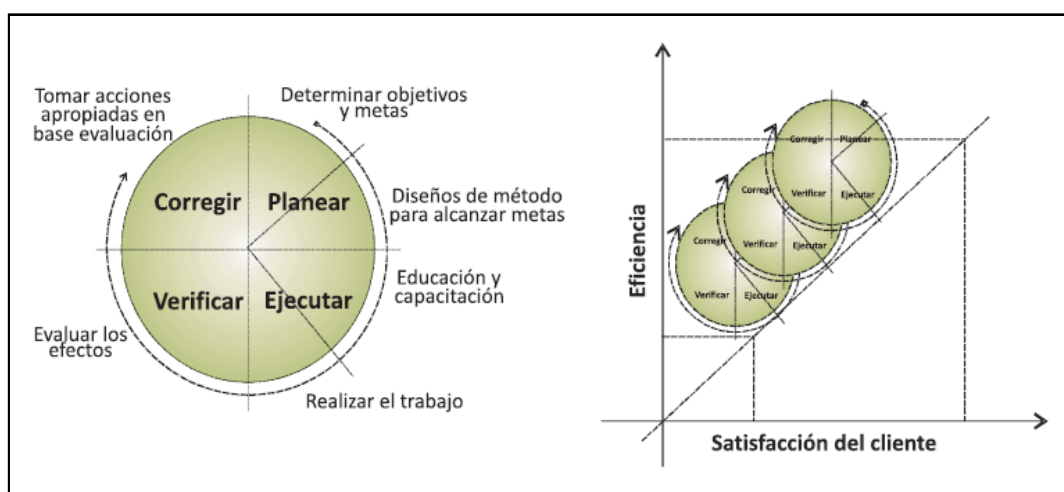 Tomar acciones
apropiadas en
base evaluación
Determinar objetivos
y metas
Corregir
Planear
Diseños de método
para alcanzar metas
Verificar
Ejecutar
Educación y
capacitación
Evaluar los
efectos
Realizar el trabajo
Eficiencia
Corregir
Planear
Verificar
Ejecutar
Corregir
Verificar
Ejecutar
Corregir
Verificar
Ejecutar
Satisfacción del cliente